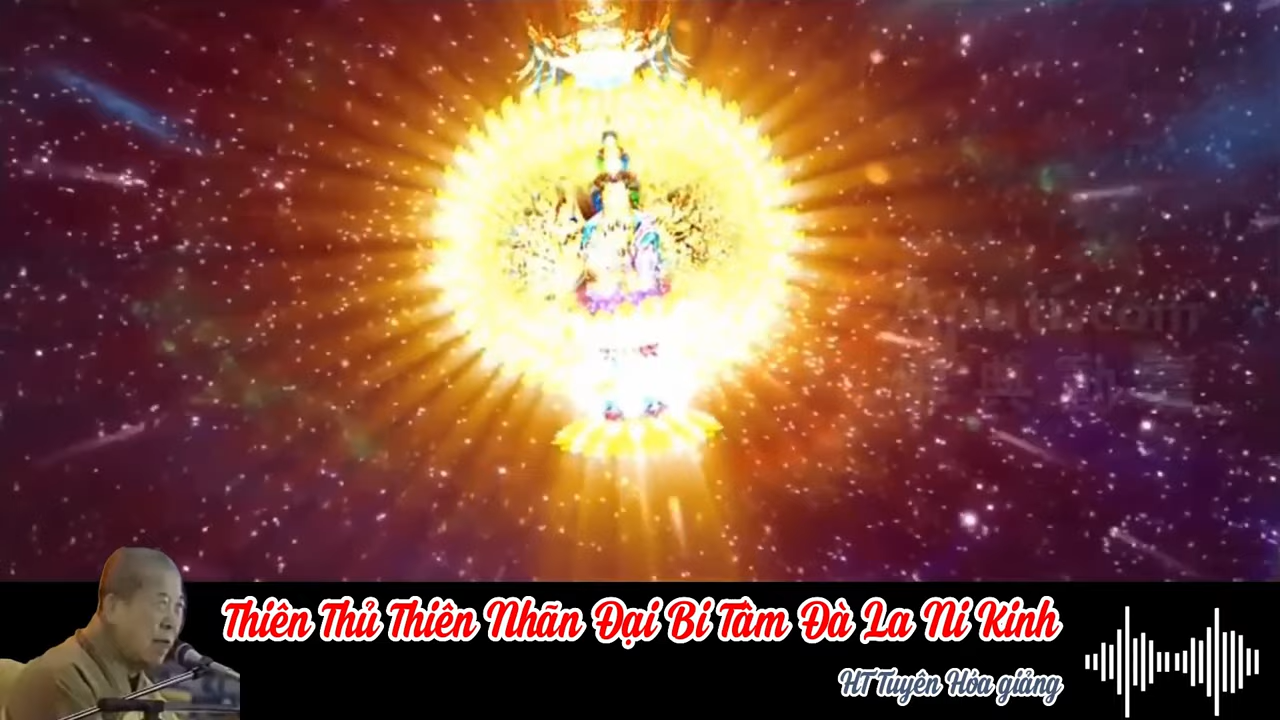 Thiên Thủ Thiên Nhãn Đại Bi Tâm Đà La Ni Kinh
HT Tuyên Hóa giảng